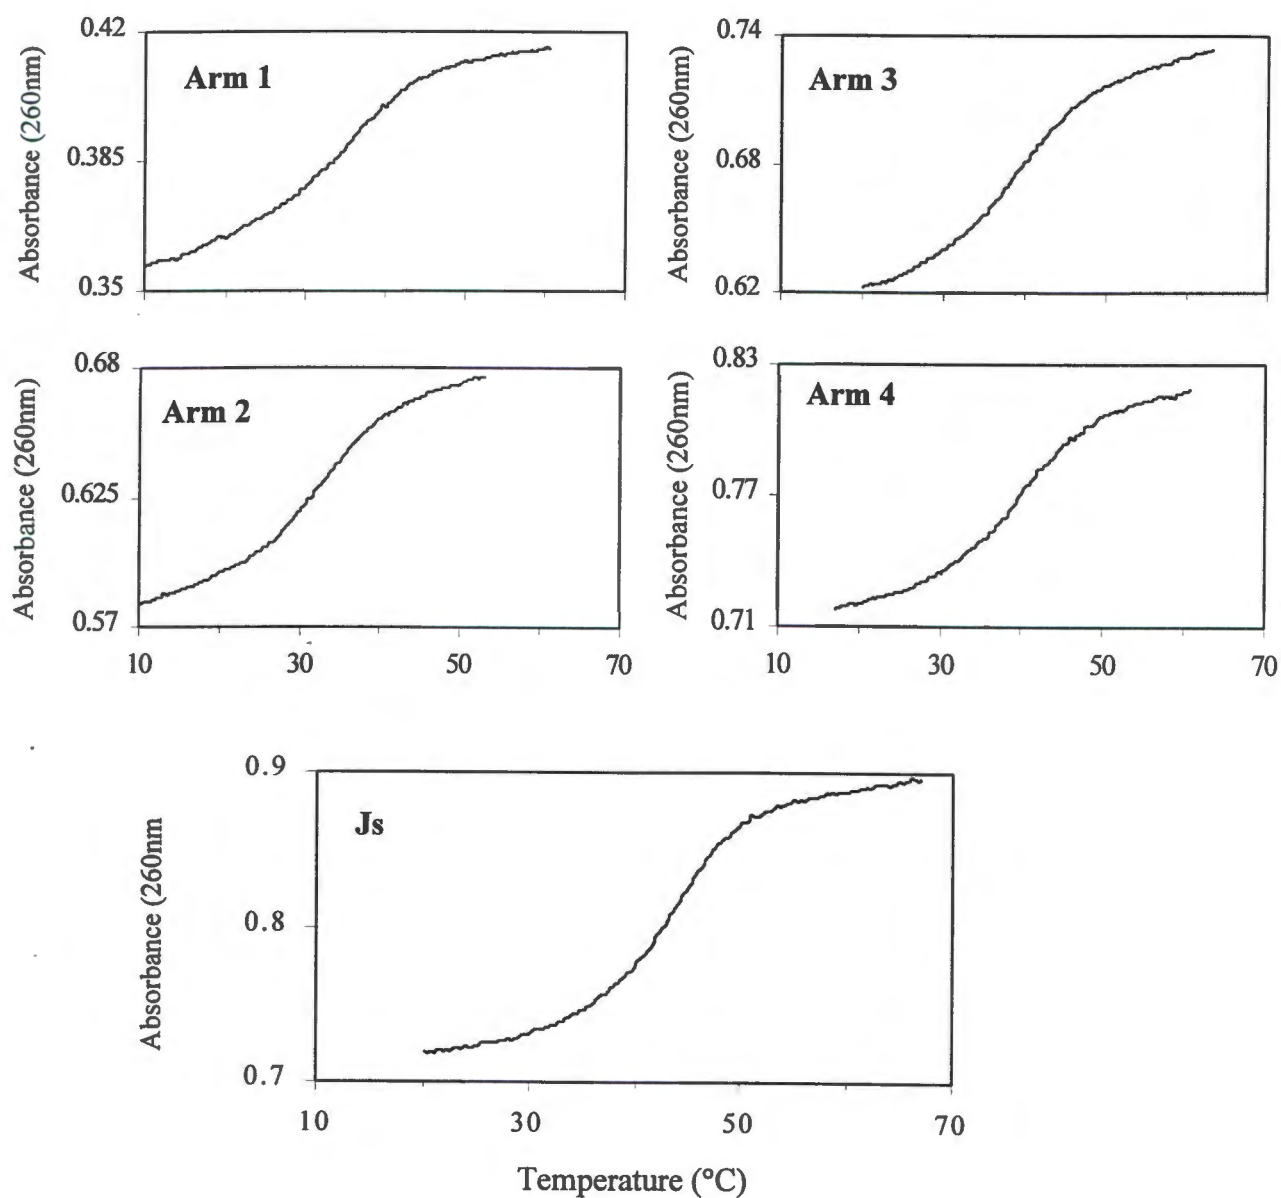 0.42
Arm 1
0.385
0.35
Absorbance (260nm)
0.74
Arm 3
0.68
0.62
Absorbance (260nm)
0.68
Arm 2
0.625
0.57
Absorbance (260nm)
10 30 50 70
0.83
Arm 4
0.77
0.71
Absorbance (260nm)
10 30 50 70
0.9
Js
0.8
0.7
Absorbance (260nm
10 30 50 70
Temperature (°C)